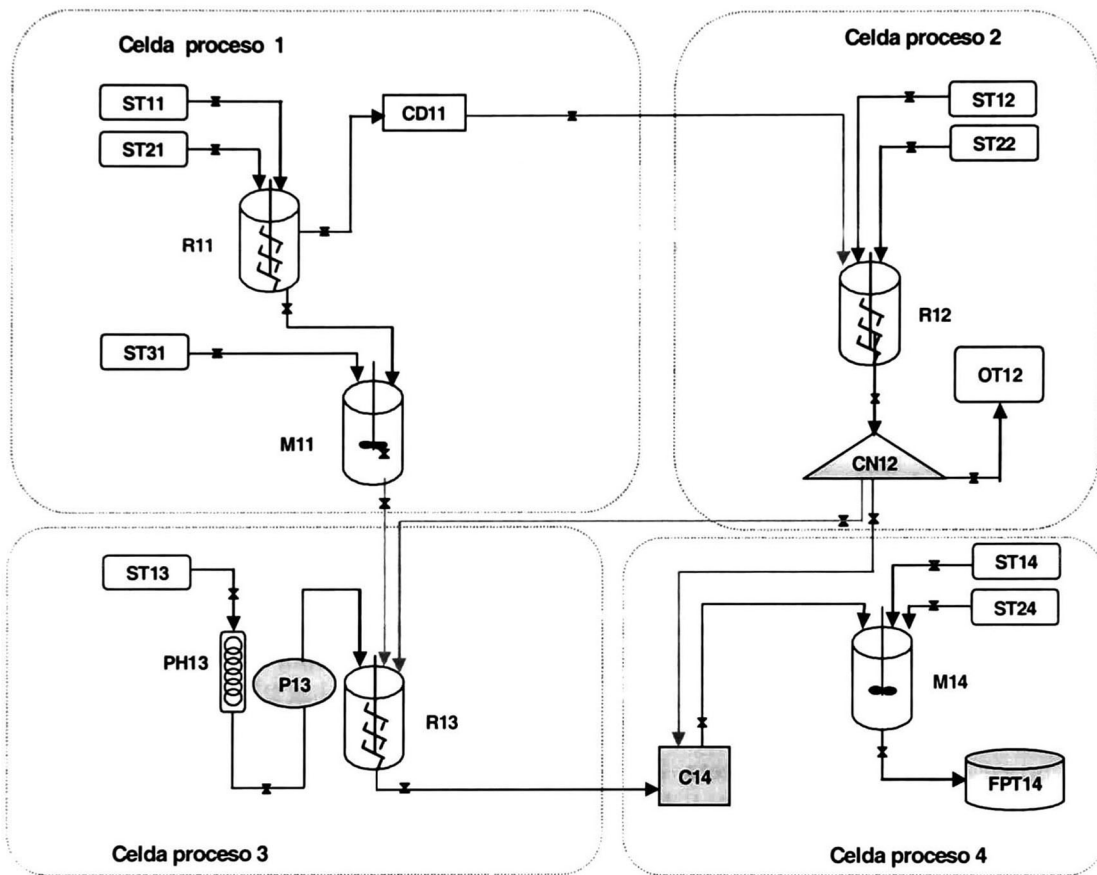 Celda proceso 1
Celda proceso 2
ST11
CD11
ST12
ST21
ST22
R11
R12
ST31
OT12
M11
CN12
ST13
ST14
ST24
PH13
P13
M14
R13
C14
FPT14
Celda proceso 3
Celda proceso 4